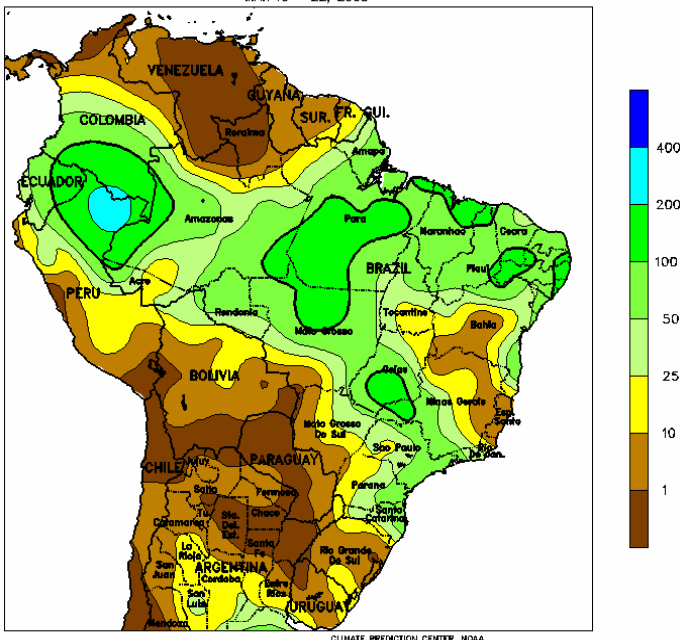 VENEZUELA
GUYANA
SUR.
FR. GUI.
COLOMBIA
Roraima
Amapa
ECUADOR
Amazonas
Para
Maranhao
Ceara
BRAZIL
Piaui
Acre
PERU
Rondonia
Tocantins
Mato Grosso
Bahia
BOLIVIA
Goias
Minas Gerais
Esp.
Santo
Mato Grosso
Do Sul
Sao Paulo
Rio
De Jan.
CHILE
Jujuy
PARAGUAY
Parana
Salta
Formosa
Tu.
Chaco
Santa
Catarina
Catamarca
Sta.
Del
Est.
Santa
Fe
La
Rioja
Rio Grande
Do Sul
San
Juan
ARGENTINA
Cordoba
Entre
Rios
San
Luis
URUGUAY
Mendoza
400
200
100
50
25
10
1
CLIMATE PREDICTION CENTER, NOAA